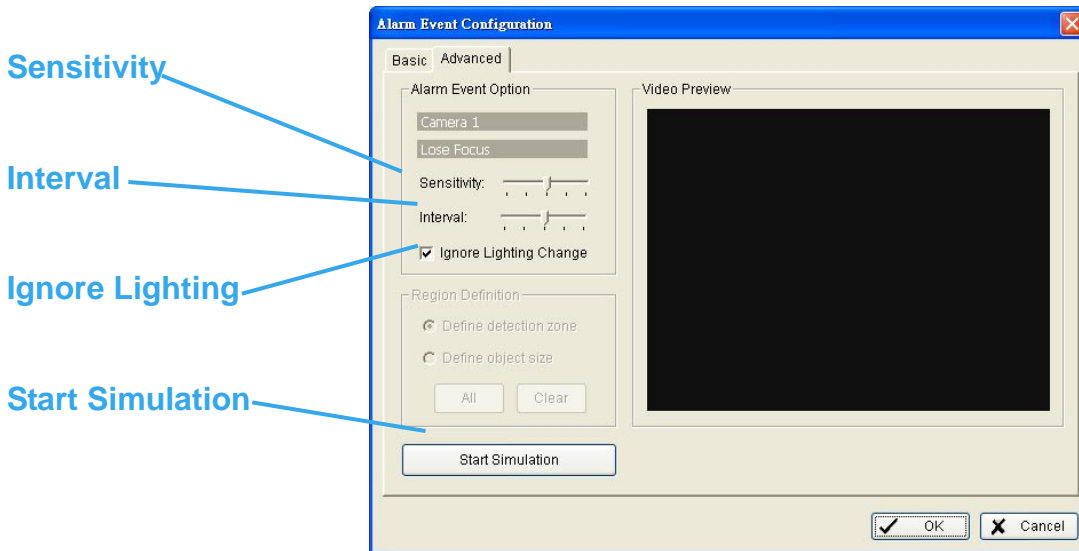 Sensitivity
Interval
Ignore Lighting
Start Simulation
Alarm Event Configuration
Basic Advanced
Alarm Event Option
Camera 1
Lose Focus
Sensitivity:
Interval:
Ignore Lighting Change
Region Definition
Define detection zone
Define object size
All Clear
Start Simulation
Video Preview
OK Cancel